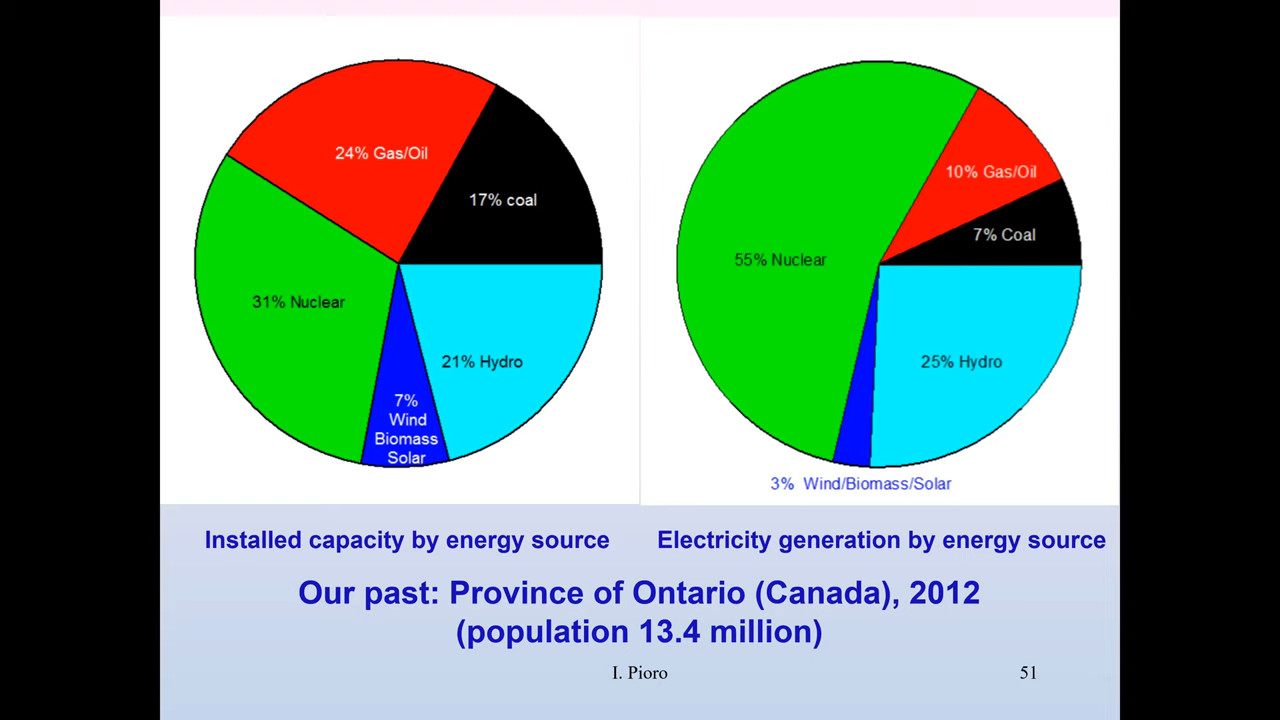 24% Gas/Oil
17% coal
31% Nuclear
21% Hydro
7%
Wind
Biomass
Solar
10% Gas/Oil
7% Coal
55% Nuclear
25% Hydro
3% Wind/Biomass/Solar
Installed capacity by energy source
Electricity generation by energy source
Our past: Province of Ontario (Canada), 2012
(population 13.4 million)
I. Pioro
51